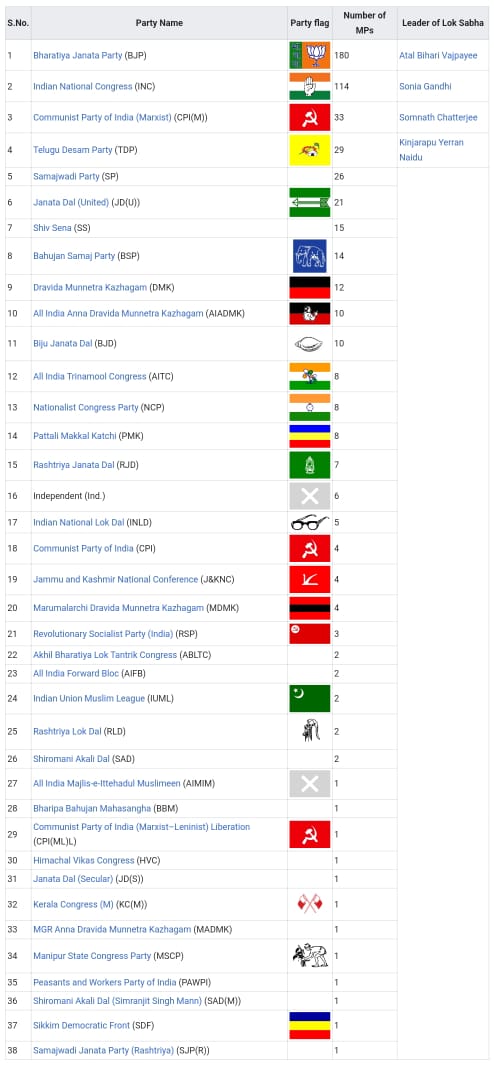 S.No. Party Name Party flag Number of MPs Leader of Lok Sabha
1 Bharatiya Janata Party (BJP) 180 Atal Bihari Vajpayee
2 Indian National Congress (INC) 114 Sonia Gandhi
3 Communist Party of India (Marxist) (CPI(M)) 33 Somnath Chatterjee
4 Telugu Desam Party (TDP) 29 Kinjarapu Yerran Naidu
5 Samajwadi Party (SP) 26
6 Janata Dal (United) (JD(U)) 21
7 Shiv Sena (SS) 15
8 Bahujan Samaj Party (BSP) 14
9 Dravida Munnetra Kazhagam (DMK) 12
10 All India Anna Dravida Munnetra Kazhagam (AIADMK) 10
11 Biju Janata Dal (BJD) 10
12 All India Trinamool Congress (AITC) 8
13 Nationalist Congress Party (NCP) 8
14 Pattali Makkal Katchi (PMK) 8
15 Rashtriya Janata Dal (RJD) 7
16 Independent (Ind.) 6
17 Indian National Lok Dal (INLD) 5
18 Communist Party of India (CPI) 4
19 Jammu and Kashmir National Conference (J&KNC) 4
20 Marumalarchi Dravida Munnetra Kazhagam (MDMK) 4
21 Revolutionary Socialist Party (India) (RSP) 3
22 Akhil Bharatiya Lok Tantrik Congress (ABLTC) 2
23 All India Forward Bloc (AIFB) 2
24 Indian Union Muslim League (IUML) 2
25 Rashtriya Lok Dal (RLD) 2
26 Shiromani Akali Dal (SAD) 2
27 All India Majlis-e-Ittehadul Muslimeen (AIMIM) 1
28 Bharipa Bahujan Mahasangha (BBM) 1
29 Communist Party of India (Marxist–Leninist) Liberation (CPI(ML)L) 1
30 Himachal Vikas Congress (HVC) 1
31 Janata Dal (Secular) (JD(S)) 1
32 Kerala Congress (M) (KC(M)) 1
33 MGR Anna Dravida Munnetra Kazhagam (MADMK) 1
34 Manipur State Congress Party (MSCP) 1
35 Peasants and Workers Party of India (PAWPI) 1
36 Shiromani Akali Dal (Simranjit Singh Mann) (SAD(M)) 1
37 Sikkim Democratic Front (SDF) 1
38 Samajwadi Janata Party (Rashtriya) (SJP(R)) 1